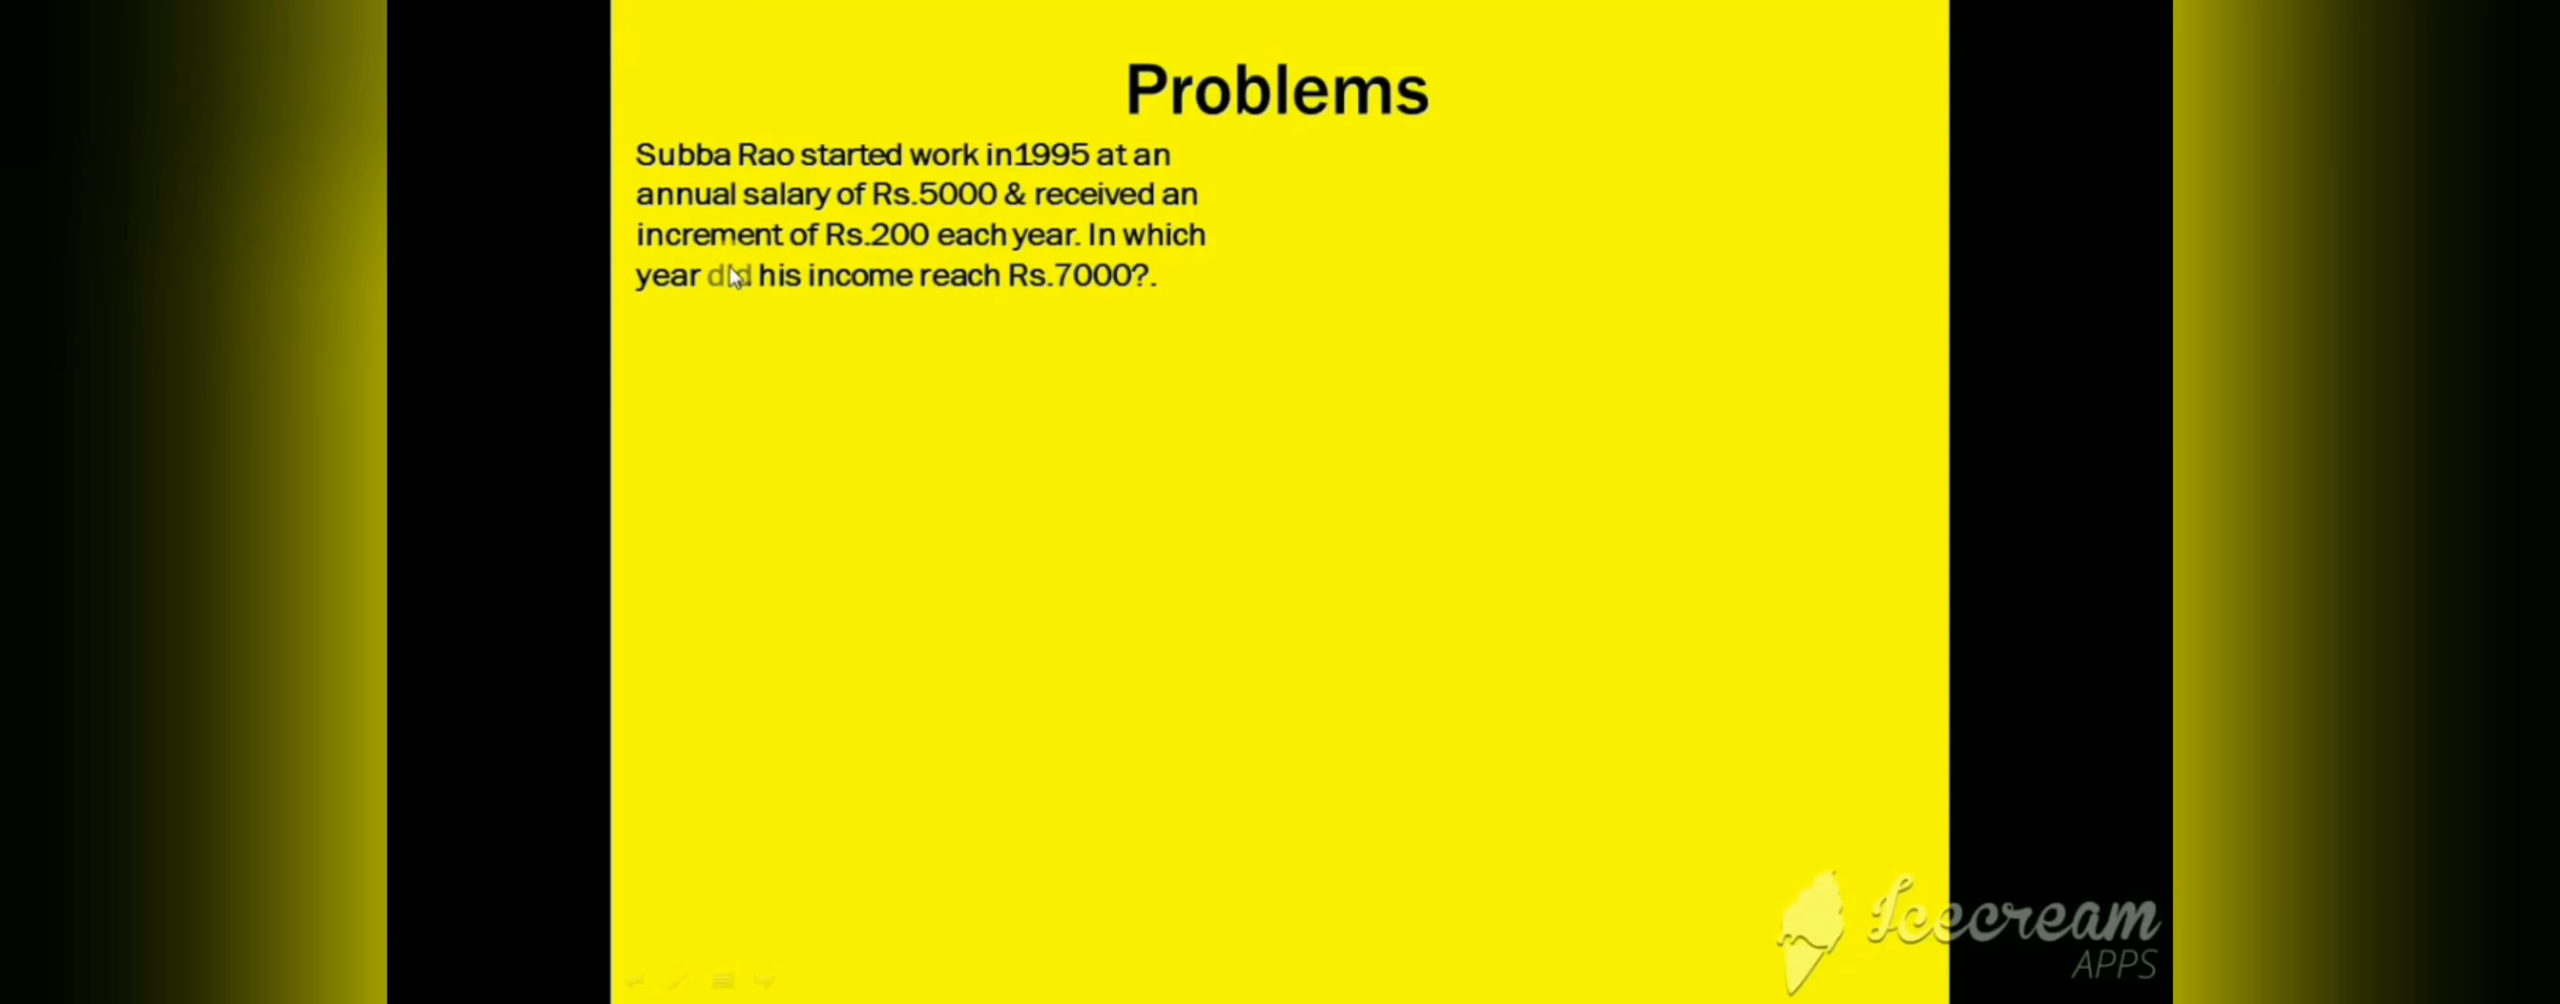 Problems
Subba Rao started work in1995 at an
annual salary of Rs.5000 & received an
increment of Rs.200 each year. In which
year did his income reach Rs.7000?.
Icecream
APPS